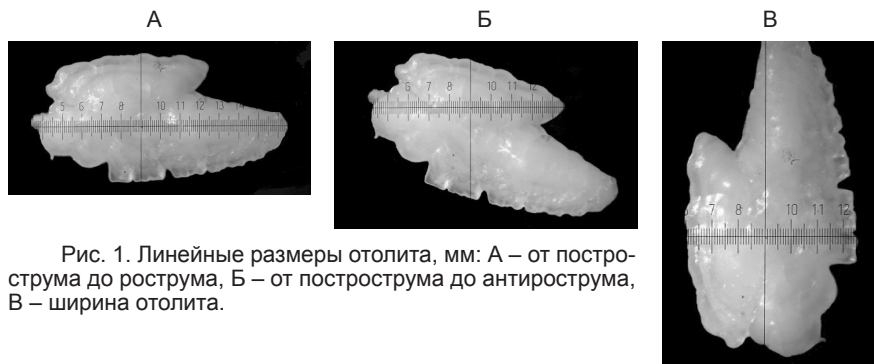 А
Б
В
5 6 7 8 10 11 12 13 14
6 7 8 10 11 12
7 8 10 11 12
Рис. 1. Линейные размеры отолита, мм: А – от постро-
струма до рострума, Б – от построструма до антирострума,
В – ширина отолита.